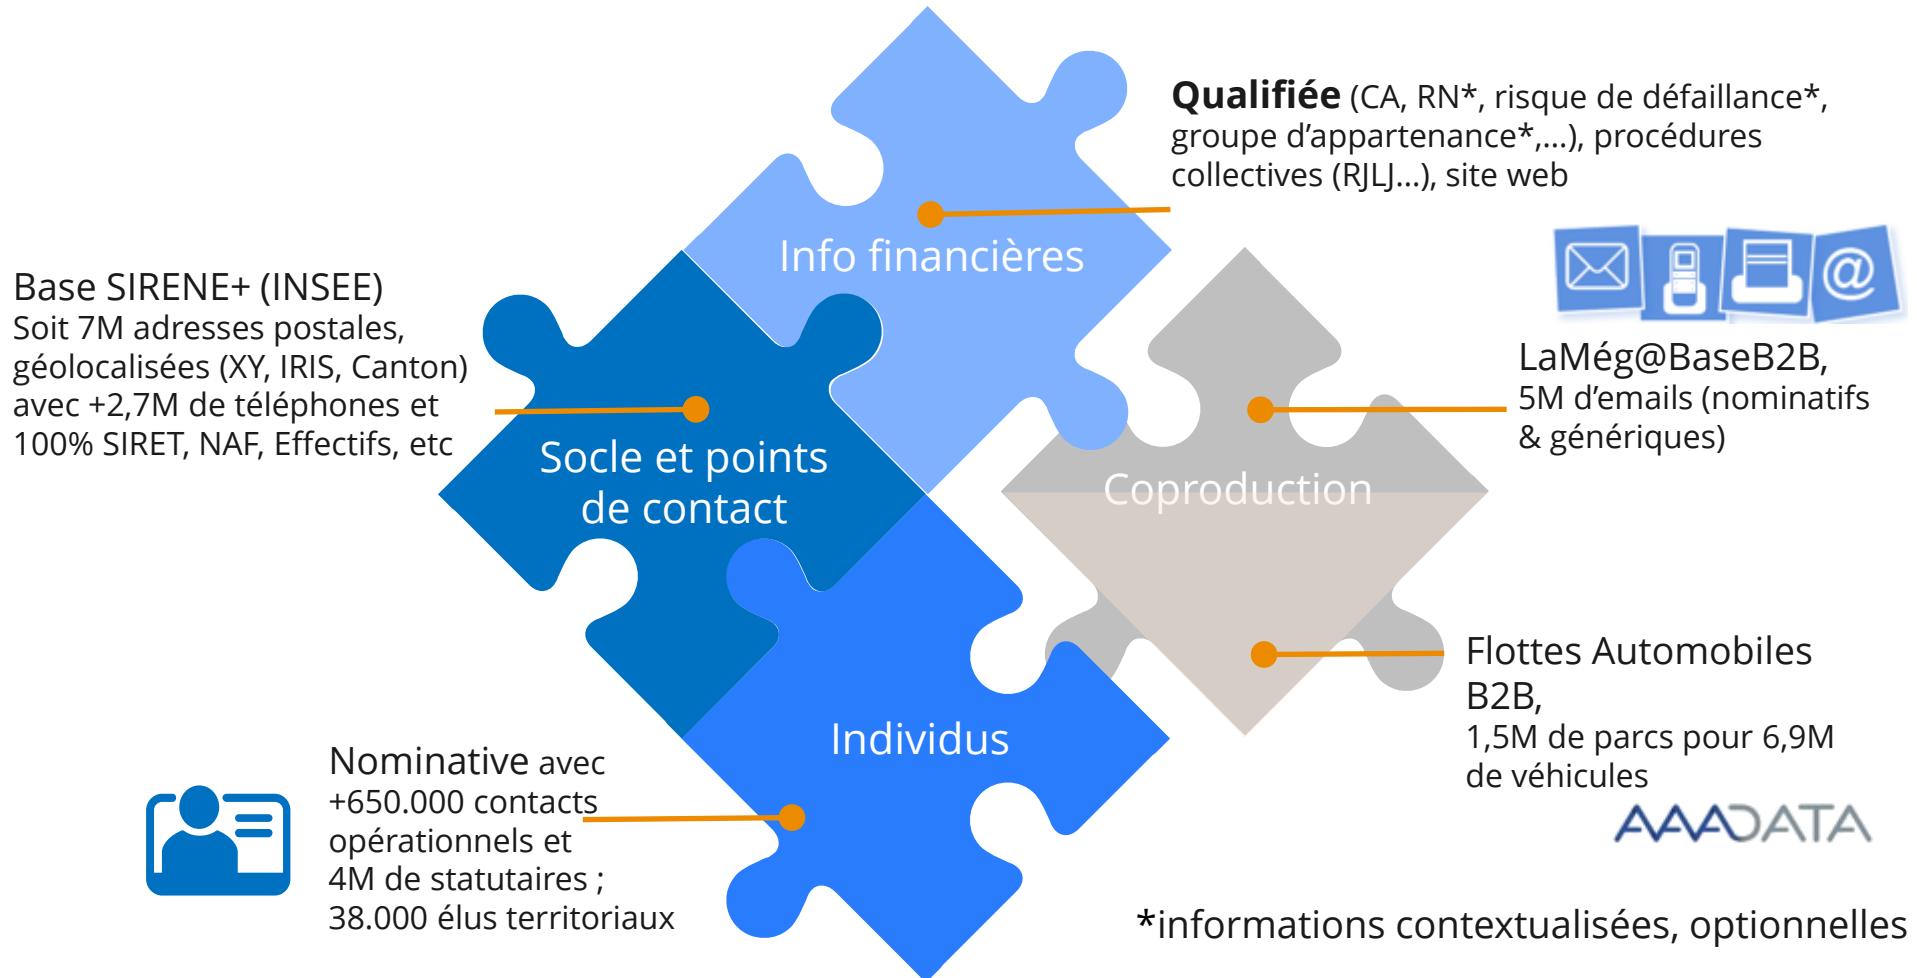 Qualifiée (CA, RN*, risque de défaillance*,
groupe d'appartenance*,...), procédures
collectives (RJLJ...), site web
Info financières
Base SIRENE+ (INSEE)
Soit 7M adresses postales,
géolocalisées (XY, IRIS, Canton)
avec +2,7M de téléphones et
100% SIRET, NAF, Effectifs, etc
Socle et points
de contact
@
LaMég@BaseB2B,
5M d'emails (nominatifs
& génériques)
Coproduction
Flottes Automobiles
B2B,
1,5M de parcs pour 6,9M
de véhicules
AAADATA
Individus
Nominative avec
+650.000 contacts
opérationnels et
4M de statutaires ;
38.000 élus territoriaux
*informations contextualisées, optionnelles